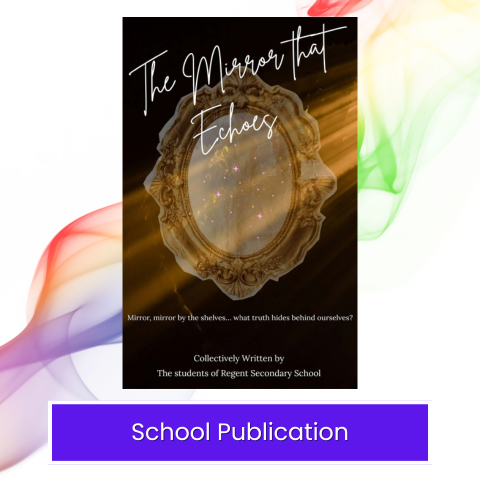 The Mirror that
Echoes
Mirror, mirror by the shelves... what truth hides behind ourselves?
Collectively Written by
The students of Regent Secondary School
School Publication